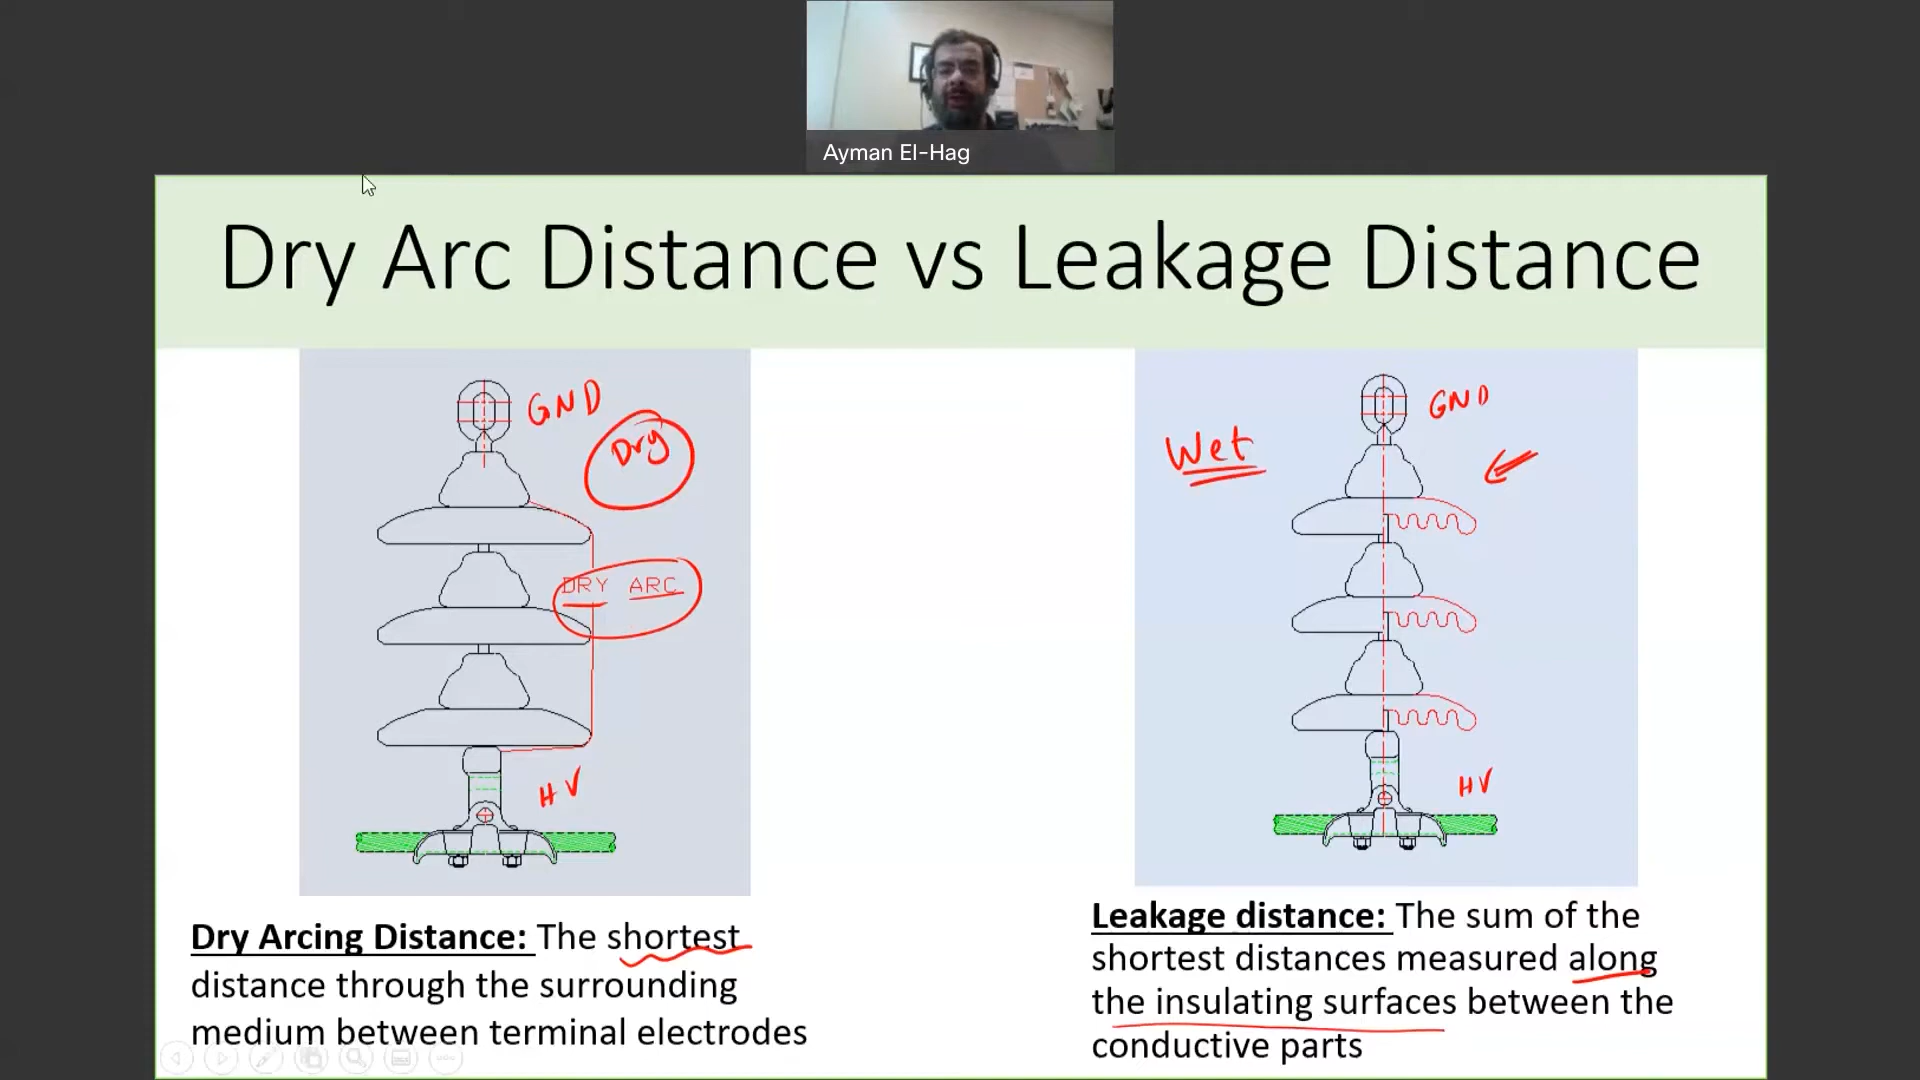 Ayman El-Hag
Dry Arc Distance vs Leakage Distance
GND
Dry
DRY ARC
HV
Dry Arcing Distance: The shortest
distance through the surrounding
medium between terminal electrodes
Wet
GND
HV
Leakage distance: The sum of the
shortest distances measured along
the insulating surfaces between the
conductive parts